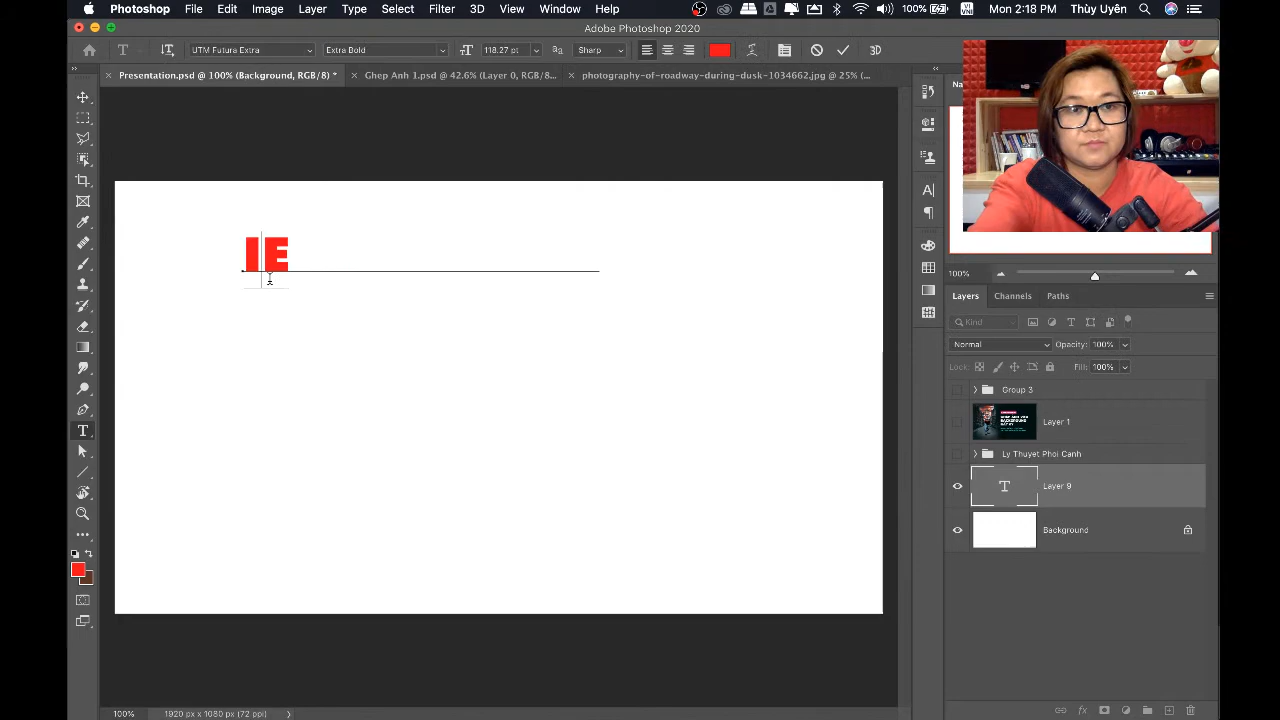 Photoshop File Edit Image Layer Type Select Filter 3D View Window Help 100% VI VNI Mon 2:18 PM Thùy Uyên
Adobe Photoshop 2020
T UTM Futura Extra Extra Bold 118.27 pt Sharp 3D
Presentation.psd @ 100% (Background, RGB/8) * Ghep Anh 1.psd @ 42.6% (Layer 0, RGB/8... photography-of-roadway-during-dusk-1034662.jpg @ 25% (...
Na
IE
100%
Layers Channels Paths
Kind
Normal Opacity: 100%
Lock: Fill: 100%
Group 3
Layer 1
Ly Thuyet Phoi Canh
T Layer 9
Background
100% 1920 px x 1080 px (72 ppi)